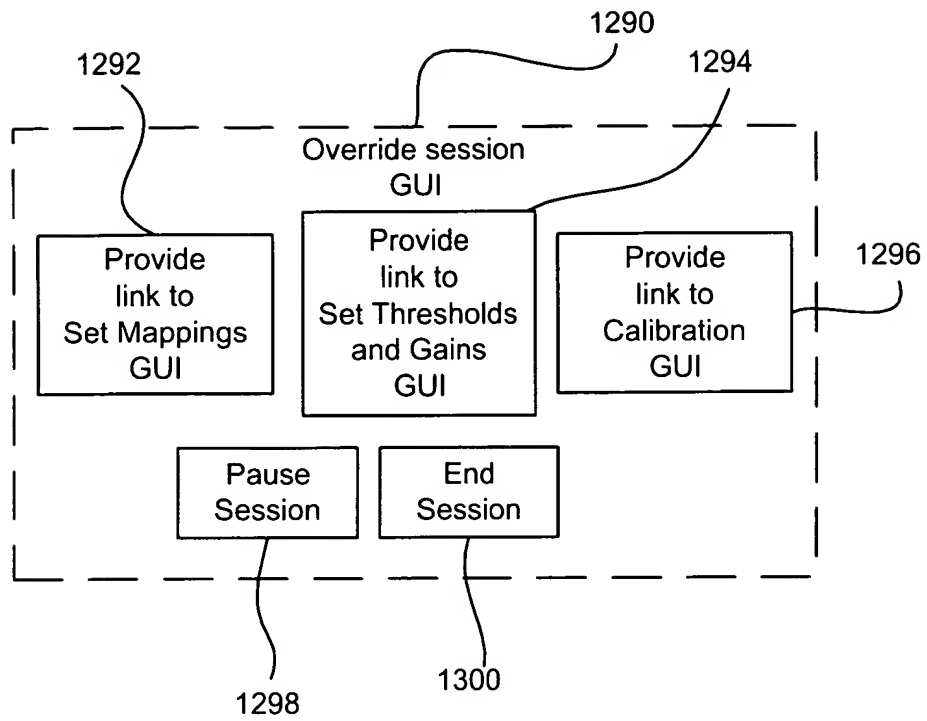 1290
1292
1294
Override session
GUI
Provide
link to
Set Mappings
GUI
Provide
link to
Set Thresholds
and Gains
GUI
Provide
link to
Calibration
GUI
1296
Pause
Session
End
Session
1298
1300